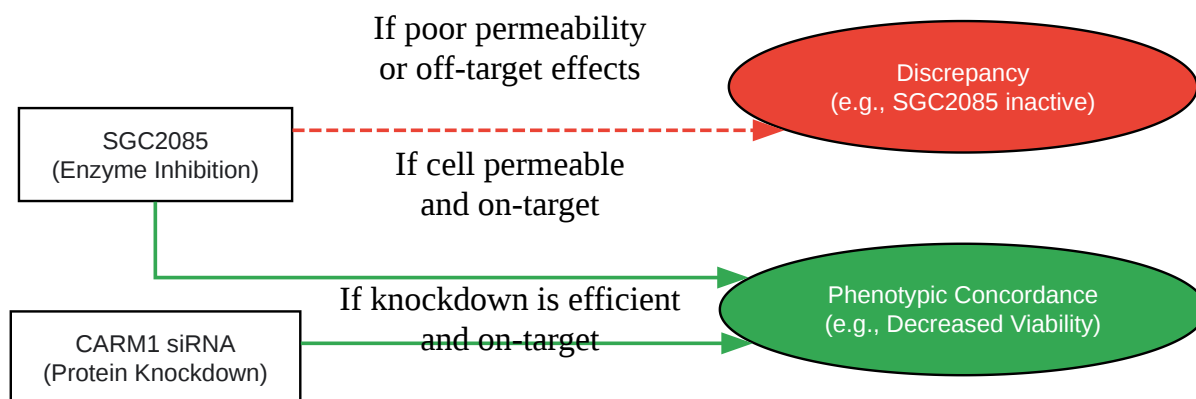 If poor permeability
or off-target effects
Discrepancy
(e.g., SGC2085 inactive)
SGC2085
(Enzyme Inhibition)
If cell permeable
and on-target
Phenotypic Concordance
(e.g., Decreased Viability)
If knockdown is efficient
and on-target
CARM1 siRNA
(Protein Knockdown)